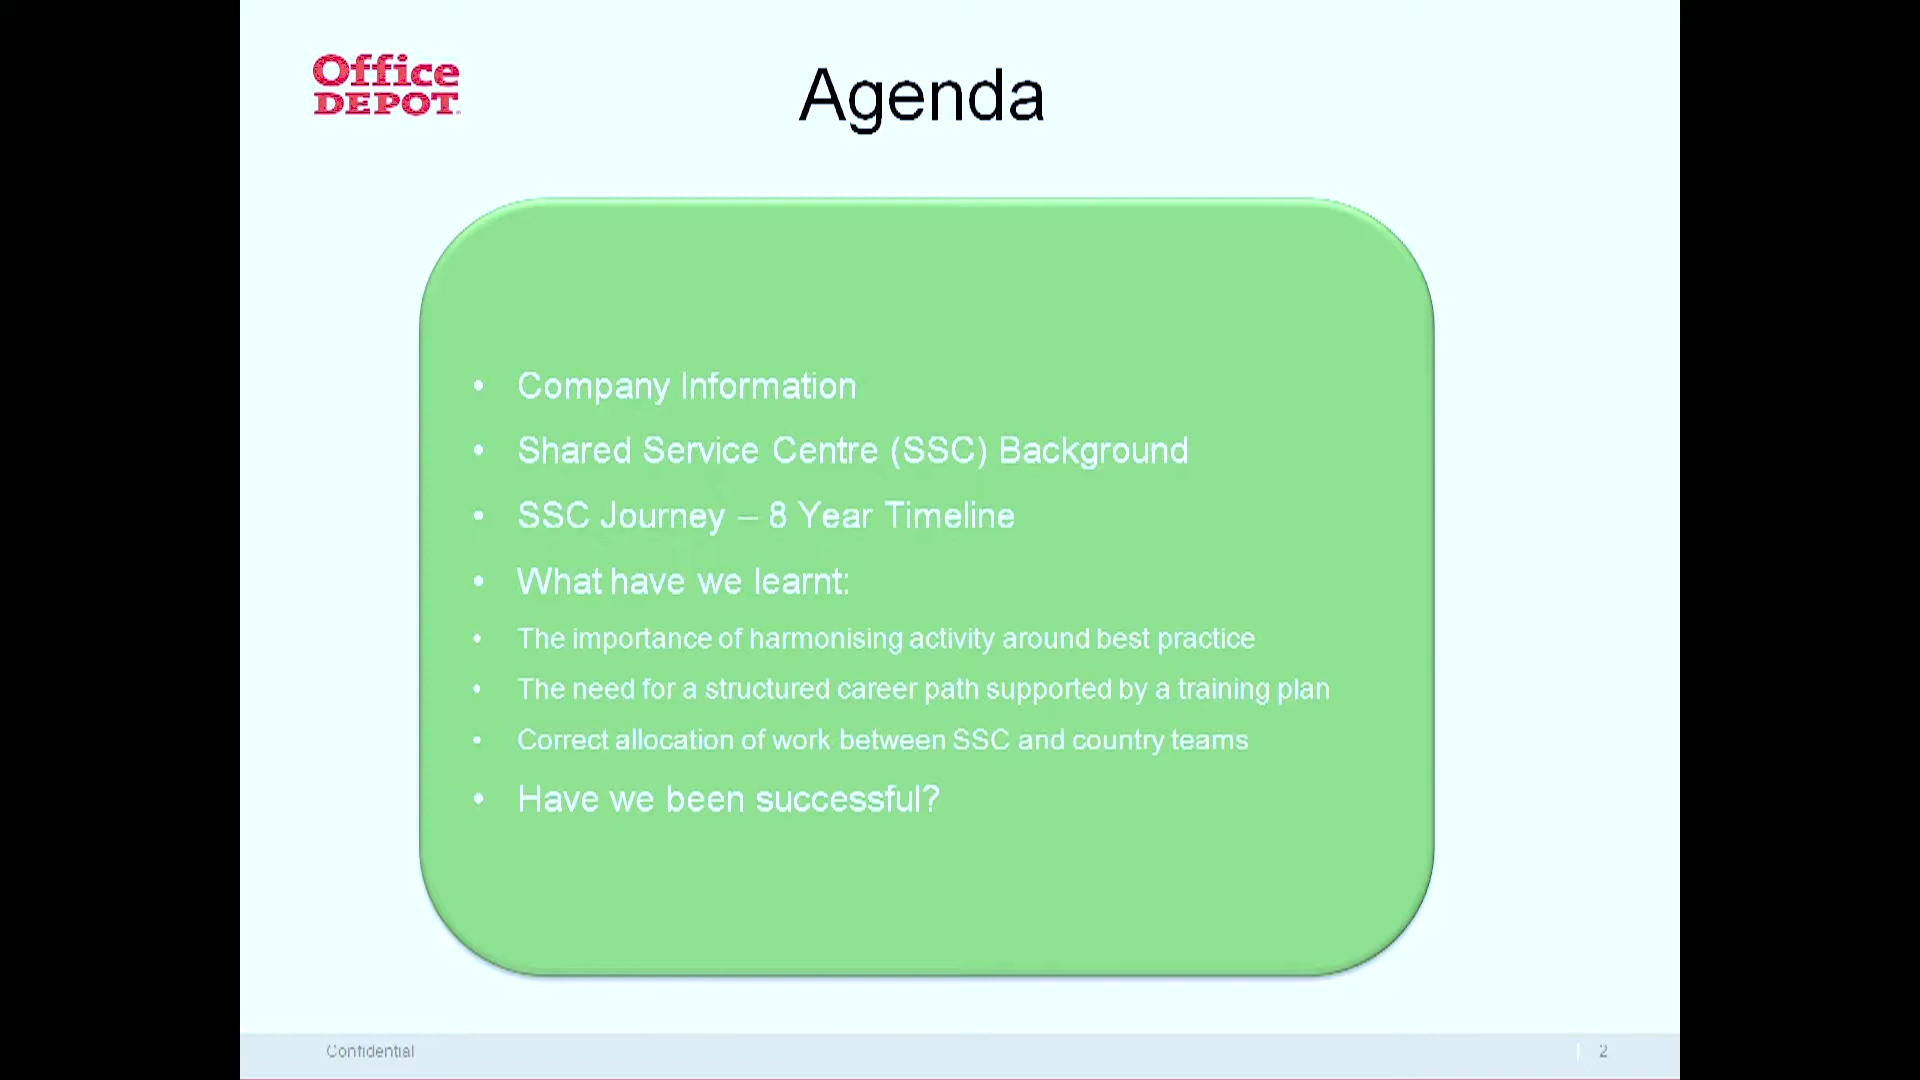 Office
DEPOT.
Agenda
• Company Information
• Shared Service Centre (SSC) Background
• SSC Journey – 8 Year Timeline
• What have we learnt:
• The importance of harmonising activity around best practice
• The need for a structured career path supported by a training plan
• Correct allocation of work between SSC and country teams
• Have we been successful?
Confidential
| 2